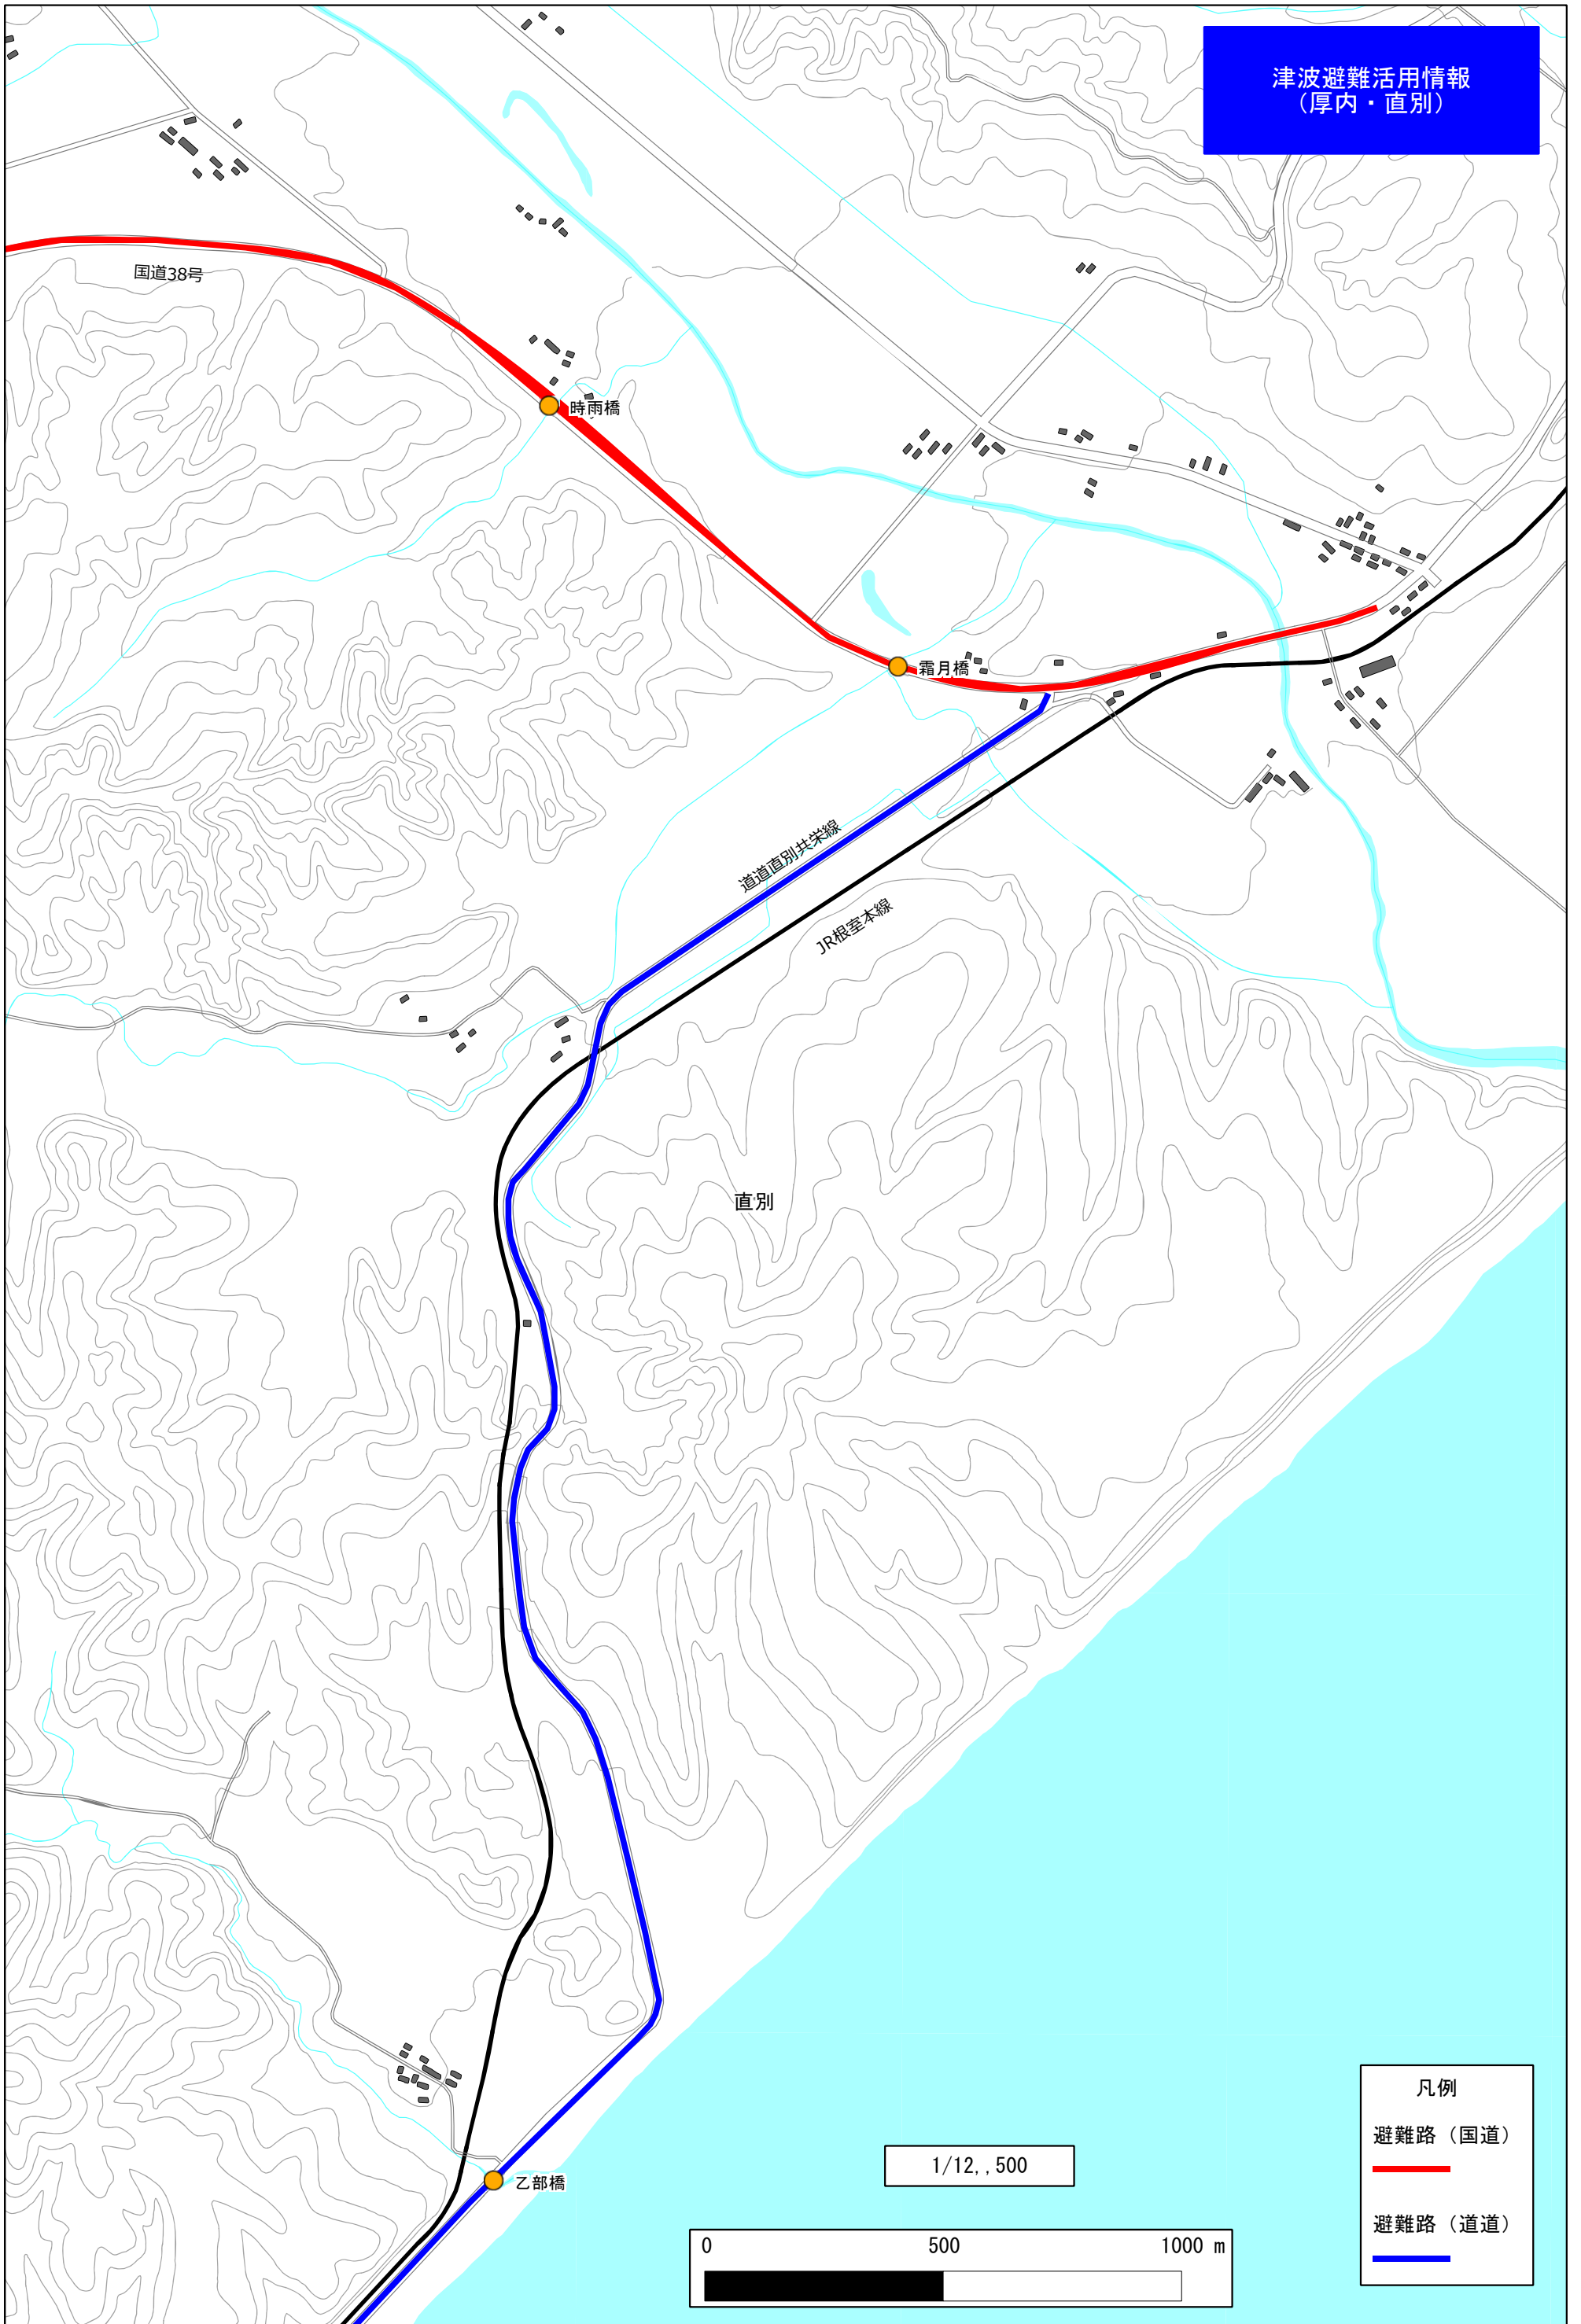 津波避難活用情報
(厚内・直別)
国道38号
時雨橋
霜月橋
道道直別共栄線
JR根室本線
直別
乙部橋
1/12,,500
0 500 1000 m
凡例
避難路(国道)
避難路(道道)